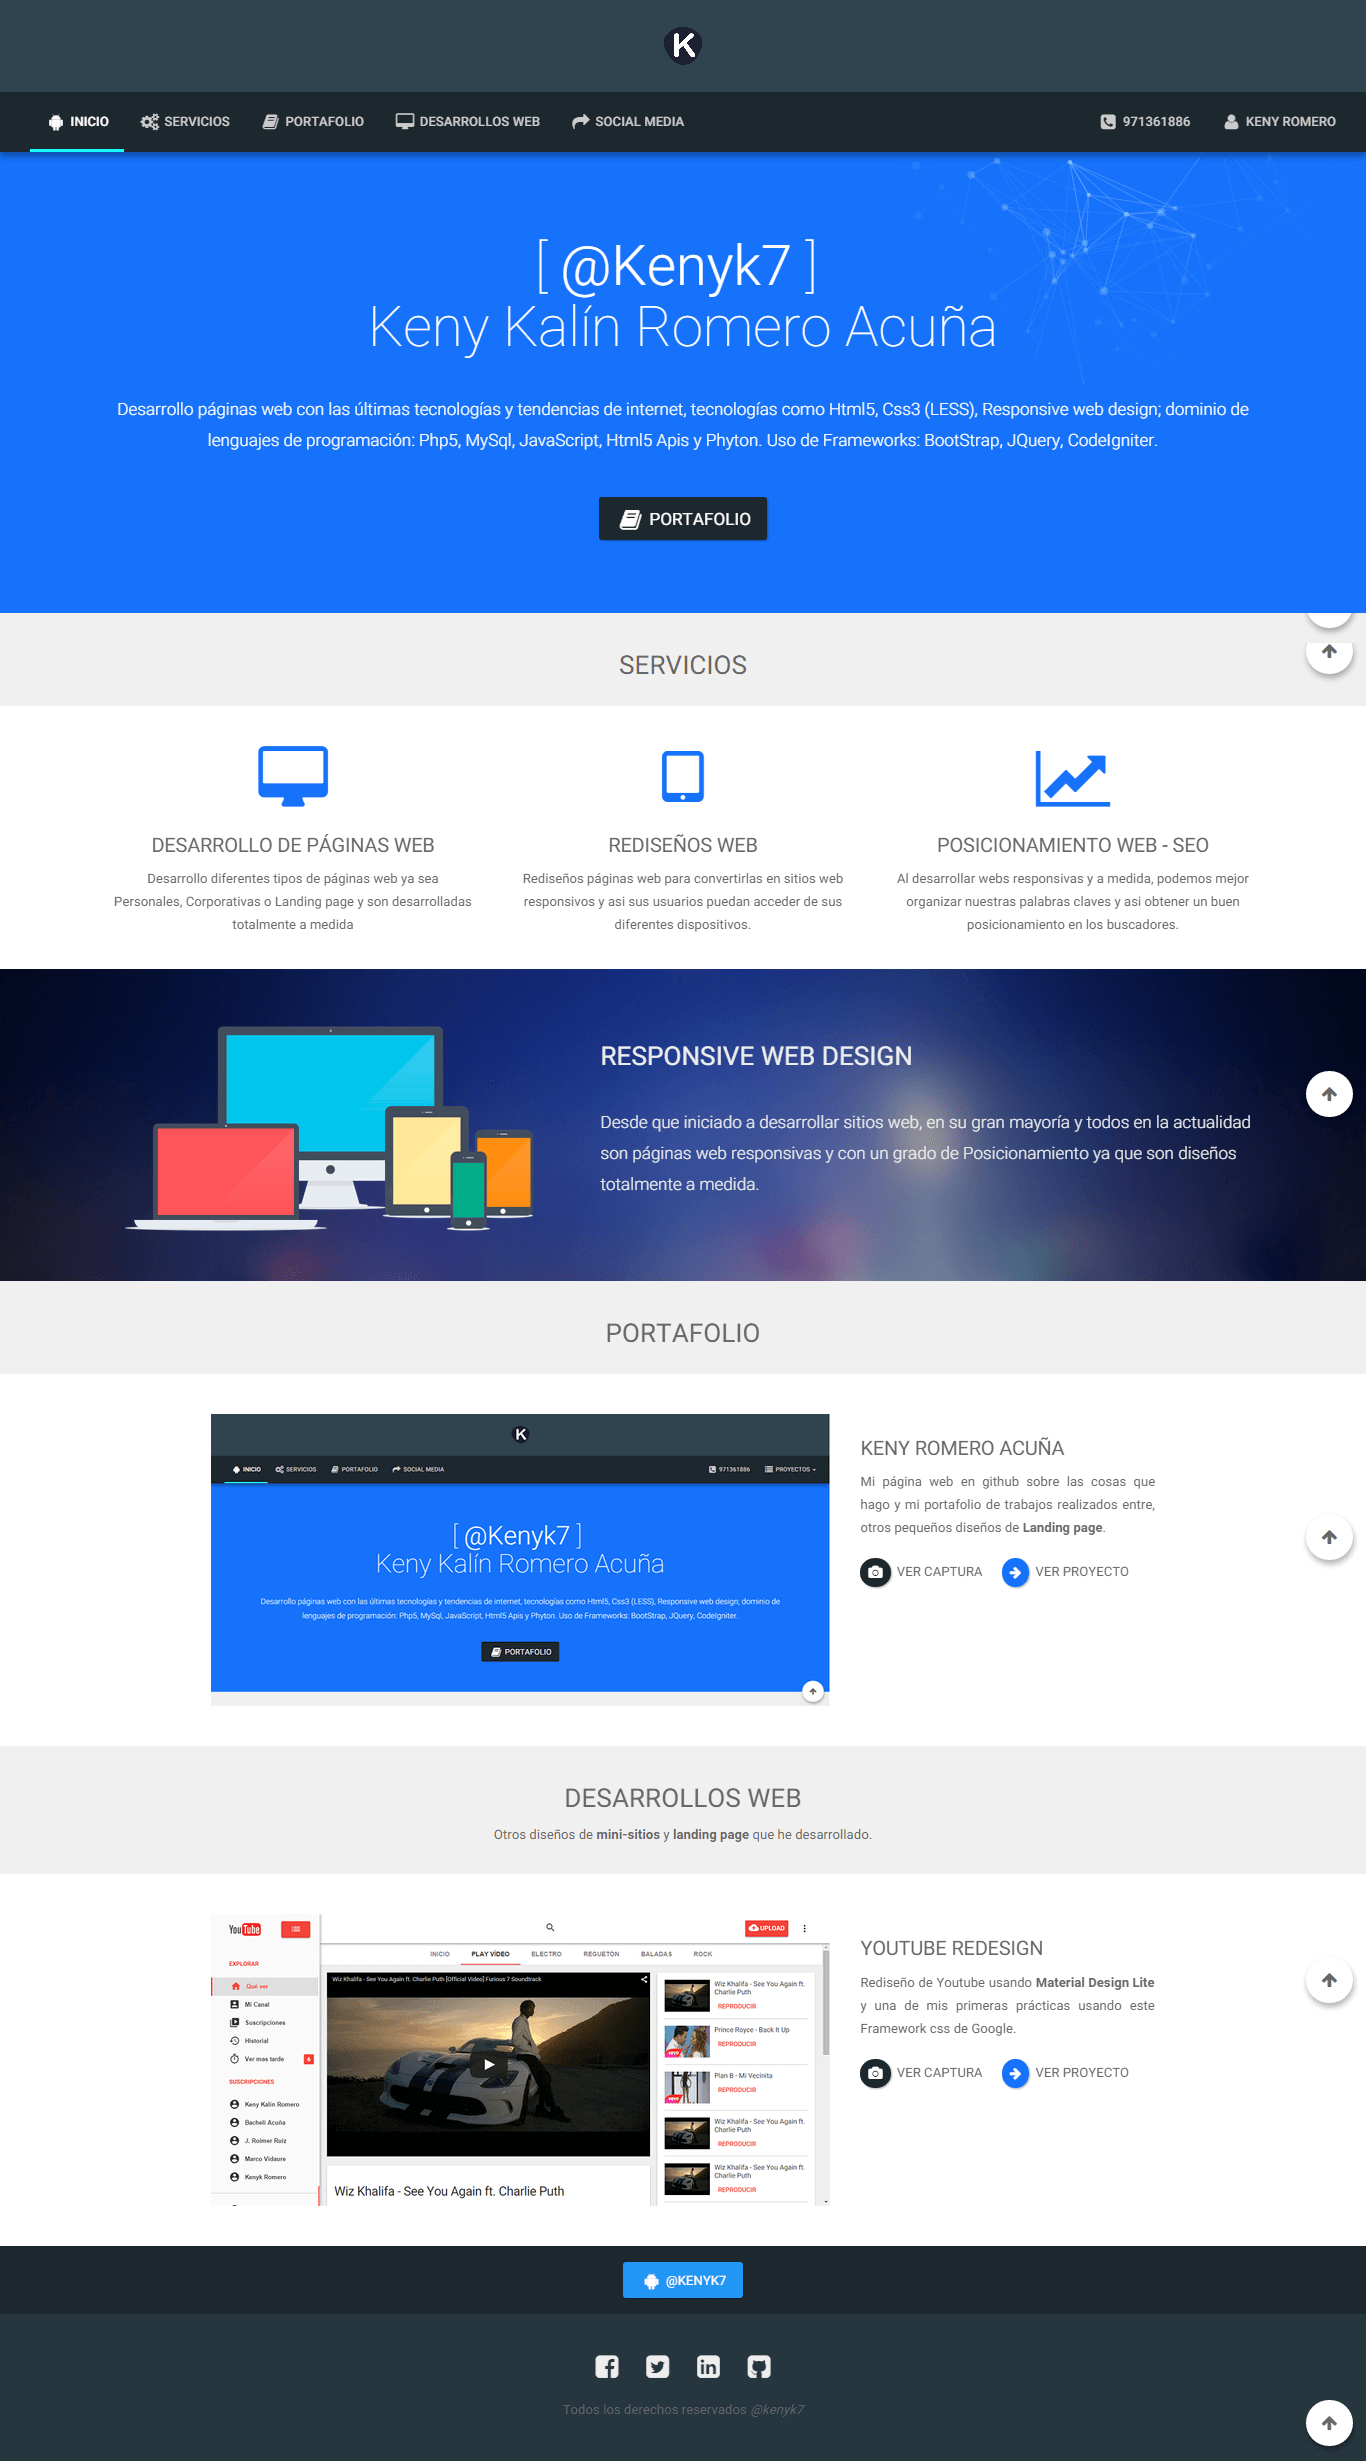 K
INICIO
SERVICIOS
PORTAFOLIO
DESARROLLOS WEB
SOCIAL MEDIA
971361886
KENY ROMERO
[ @Kenyk7 ]
Keny Kalín Romero Acuña
Desarrollo páginas web con las últimas tecnologías y tendencias de internet, tecnologías como Html5, Css3 (LESS), Responsive web design; dominio de
lenguajes de programación: Php5, MySql, JavaScript, Html5 Apis y Phyton. Uso de Frameworks: BootStrap, JQuery, CodeIgniter.
PORTAFOLIO
SERVICIOS
DESARROLLO DE PÁGINAS WEB
Desarrollo diferentes tipos de páginas web ya sea
Personales, Corporativas o Landing page y son desarrolladas
totalmente a medida
REDISEÑOS WEB
Rediseños páginas web para convertirlas en sitios web
responsivos y asi sus usuarios puedan acceder de sus
diferentes dispositivos.
POSICIONAMIENTO WEB - SEO
Al desarrollar webs responsivas y a medida, podemos mejor
organizar nuestras palabras claves y asi obtener un buen
posicionamiento en los buscadores.
RESPONSIVE WEB DESIGN
Desde que iniciado a desarrollar sitios web, en su gran mayoría y todos en la actualidad
son páginas web responsivas y con un grado de Posicionamiento ya que son diseños
totalmente a medida.
PORTAFOLIO
K
INICIO
SERVICIOS
PORTAFOLIO
SOCIAL MEDIA
971361886
PROYECTOS
[ @Kenyk7 ]
Keny Kalín Romero Acuña
Desarrollo páginas web con las últimas tecnologías y tendencias de internet, tecnologías como Html5, Css3 (LESS), Responsive web design; dominio de
lenguajes de programación: Php5, MySql, JavaScript, Html5 Apis y Phyton. Uso de Frameworks: BootStrap, JQuery, CodeIgniter.
PORTAFOLIO
KENY ROMERO ACUÑA
Mi página web en github sobre las cosas que
hago y mi portafolio de trabajos realizados entre,
otros pequeños diseños de Landing page.
VER CAPTURA
VER PROYECTO
DESARROLLOS WEB
Otros diseños de mini-sitios y landing page que he desarrollado.
YouTube
UPLOAD
EXPLORAR
Qué ver
Mi Canal
Suscripciones
Historial
Ver mas tarde
6
SUSCRIPCIONES
Keny Kalín Romero
Bacheli Acuña
J. Roimer Ruiz
Marco Vidaure
Kenyk Romero
INICIO
PLAY VÍDEO
ELECTRO
REGUETÓN
BALADAS
ROCK
Wiz Khalifa - See You Again ft. Charlie Puth [Official Video] Furious 7 Soundtrack
Wiz Khalifa - See You Again ft. Charlie Puth
Wiz Khalifa - See You Again ft.
Charlie Puth
REPRODUCIR
Prince Royce - Back It Up
REPRODUCIR
vevo
Plan B - Mi Vecinita
REPRODUCIR
vevo
Wiz Khalifa - See You Again ft.
Charlie Puth
REPRODUCIR
Wiz Khalifa - See You Again ft.
Charlie Puth
REPRODUCIR
YOUTUBE REDESIGN
Rediseño de Youtube usando Material Design Lite
y una de mis primeras prácticas usando este
Framework css de Google.
VER CAPTURA
VER PROYECTO
@KENYK7
Todos los derechos reservados @kenyk7